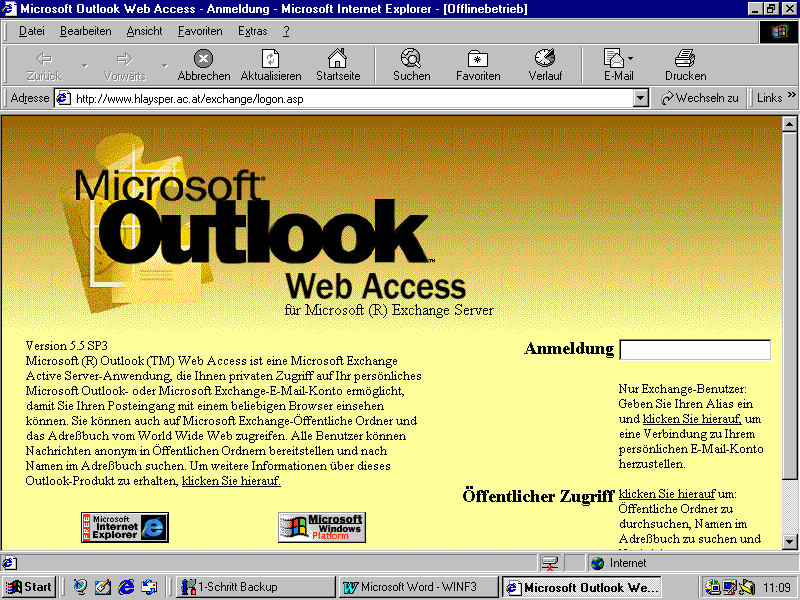 Microsoft Outlook Web Access - Anmeldung - Microsoft Internet Explorer - [Offlinebetrieb]
Datei Bearbeiten Ansicht Favoriten Extras ?
Zurück Vorwärts Abbrechen Aktualisieren Startseite Suchen Favoriten Verlauf E-Mail Drucken
Adresse http://www.hlaysper.ac.at/exchange/logon.asp Wechseln zu Links »
Microsoft
Outlook™
Web Access
für Microsoft (R) Exchange Server
Version 5.5 SP3
Microsoft (R) Outlook (TM) Web Access ist eine Microsoft Exchange
Active Server-Anwendung, die Ihnen privaten Zugriff auf Ihr persönliches
Microsoft Outlook- oder Microsoft Exchange-E-Mail-Konto ermöglicht,
damit Sie Ihren Posteingang mit einem beliebigen Browser einsehen
können. Sie können auch auf Microsoft Exchange-Öffentliche Ordner und
das Adreßbuch vom World Wide Web zugreifen. Alle Benutzer können
Nachrichten anonym in Öffentlichen Ordnern bereitstellen und nach
Namen im Adreßbuch suchen. Um weitere Informationen über dieses
Outlook-Produkt zu erhalten, klicken Sie hierauf.
Anmeldung
Nur Exchange-Benutzer:
Geben Sie Ihren Alias ein
und klicken Sie hierauf, um
eine Verbindung zu Ihrem
persönlichen E-Mail-Konto
herzustellen.
Öffentlicher Zugriff
klicken Sie hierauf um:
Öffentliche Ordner zu
durchsuchen, Namen im
Adreßbuch zu suchen und
FREE
Microsoft
Internet
Explorer
Microsoft
Windows
Platform
Internet
Start 1-Schritt Backup Microsoft Word - WINF3 Microsoft Outlook We... 11:09